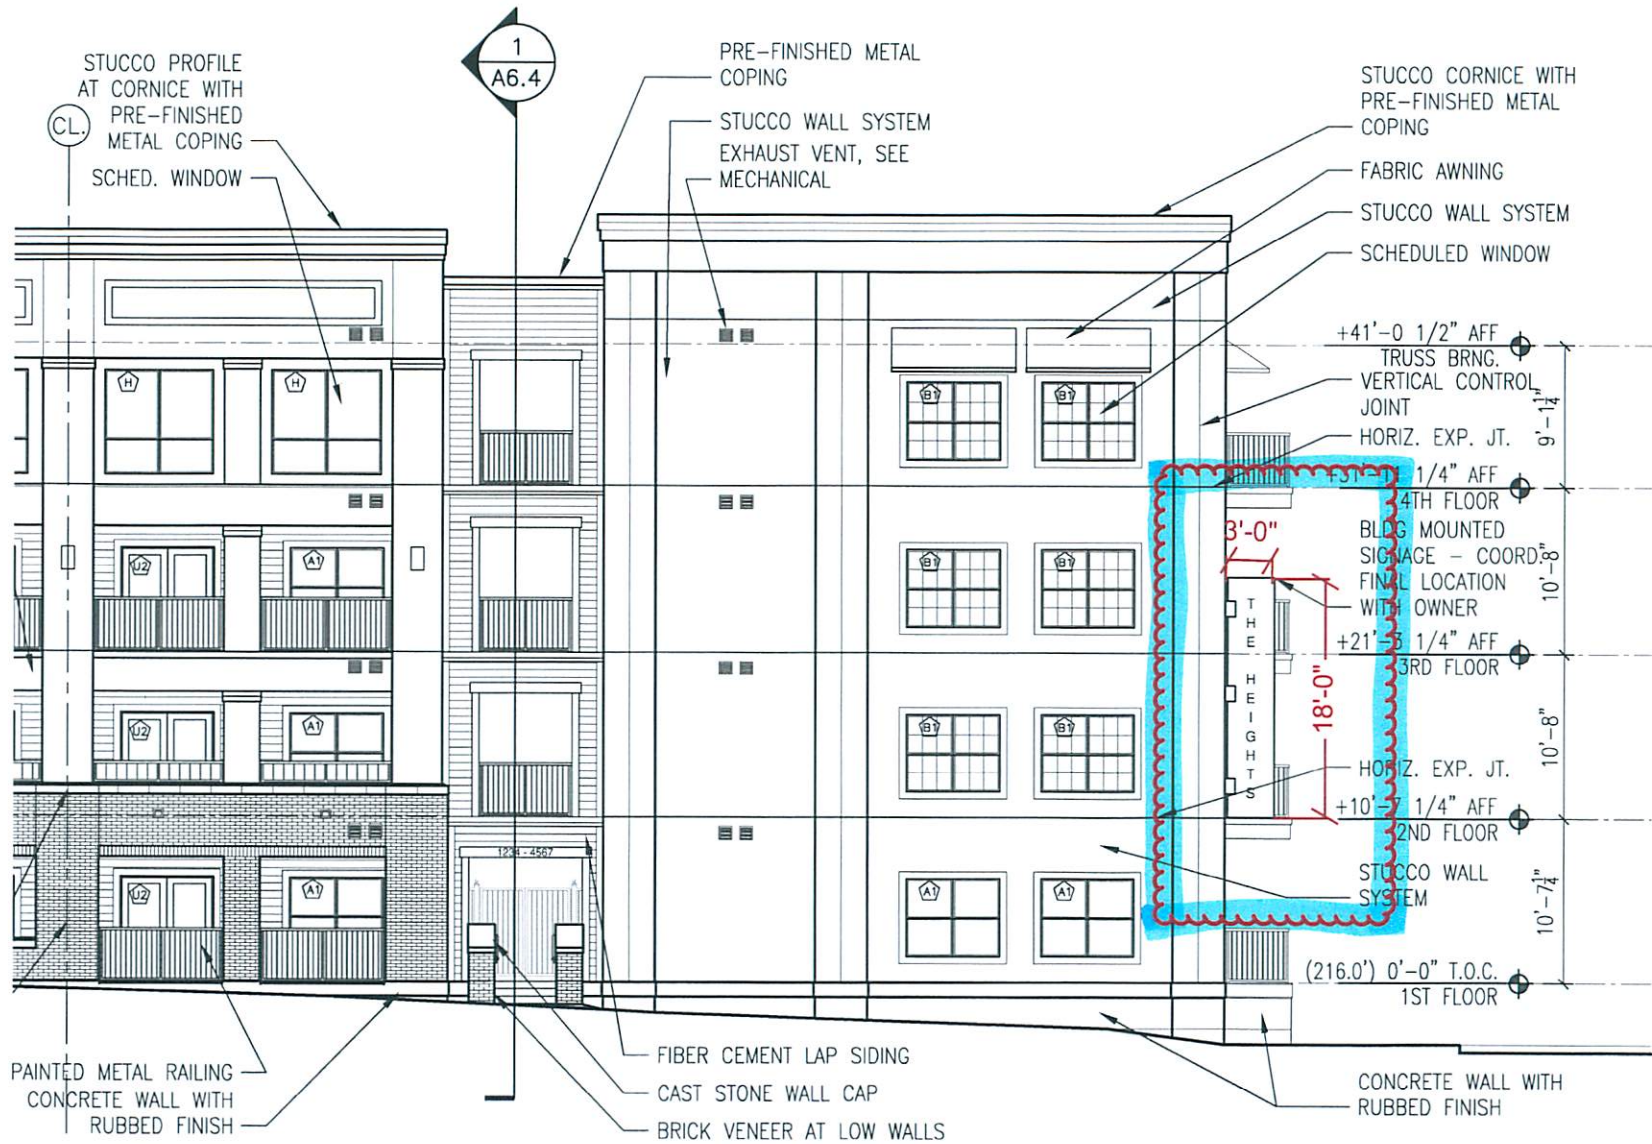 STUCCO PROFILE
AT CORNICE WITH
PRE-FINISHED
METAL COPING
CL.
SCHED. WINDOW
1
A6.4
PRE-FINISHED METAL
COPING
STUCCO WALL SYSTEM
EXHAUST VENT, SEE
MECHANICAL
STUCCO CORNICE WITH
PRE-FINISHED METAL
COPING
FABRIC AWNING
STUCCO WALL SYSTEM
SCHEDULED WINDOW
+41'-0 1/2" AFF
TRUSS BRNG.
VERTICAL CONTROL
JOINT
HORIZ. EXP. JT.
9'-1 1/4"
1/4" AFF
4TH FLOOR
3'-0"
BLDG MOUNTED
SIGNAGE - COORD.
FINAL LOCATION
WITH OWNER
10'-8"
+21'-3 1/4" AFF
3RD FLOOR
THE HEIGHTS
18'-0"
10'-8"
HORIZ. EXP. JT.
+10'-7 1/4" AFF
2ND FLOOR
STUCCO WALL
SYSTEM
10'-7 1/4"
(216.0') 0'-0" T.O.C.
1ST FLOOR
H
H
B1
B1
U2
A1
B1
B1
U2
A1
B1
B1
1234 - 4567
U2
A1
A1
A1
PAINTED METAL RAILING
CONCRETE WALL WITH
RUBBED FINISH
FIBER CEMENT LAP SIDING
CAST STONE WALL CAP
BRICK VENEER AT LOW WALLS
CONCRETE WALL WITH
RUBBED FINISH